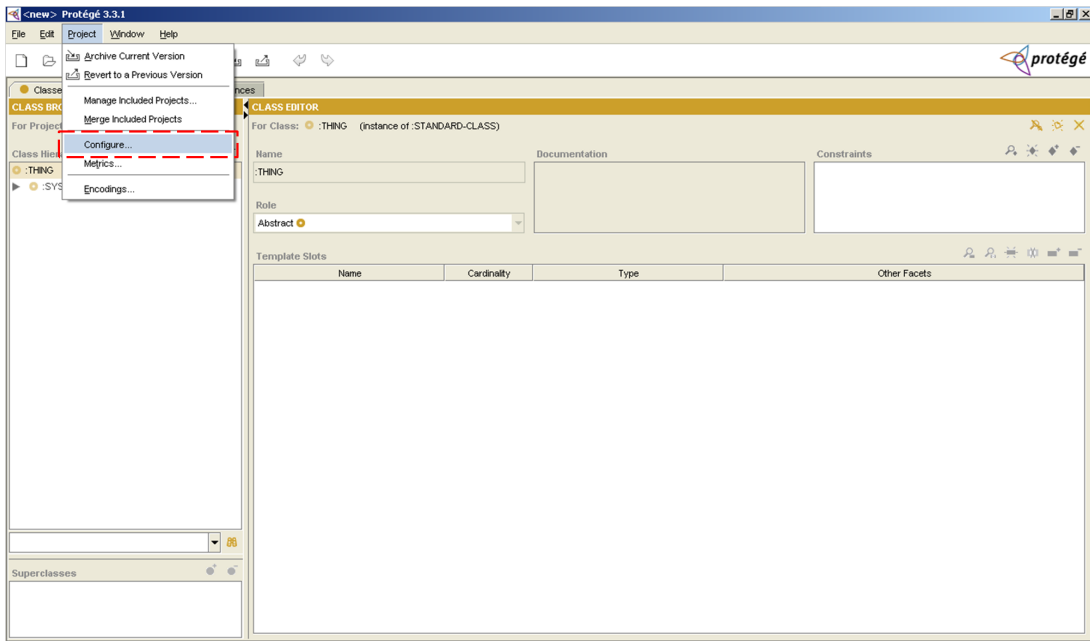 <new> Protégé 3.3.1
File Edit Project Window Help
Archive Current Version
Revert to a Previous Version
protégé
Classe
nces
Manage Included Projects...
CLASS BRO
CLASS EDITOR
Merge Included Projects
For Project
For Class: :THING (instance of :STANDARD-CLASS)
Configure...
Class Hier
Name
Documentation
Constraints
Metrics...
:THING
:THING
:SYS
Encodings...
Role
Abstract
Template Slots
Name Cardinality Type Other Facets
Superclasses